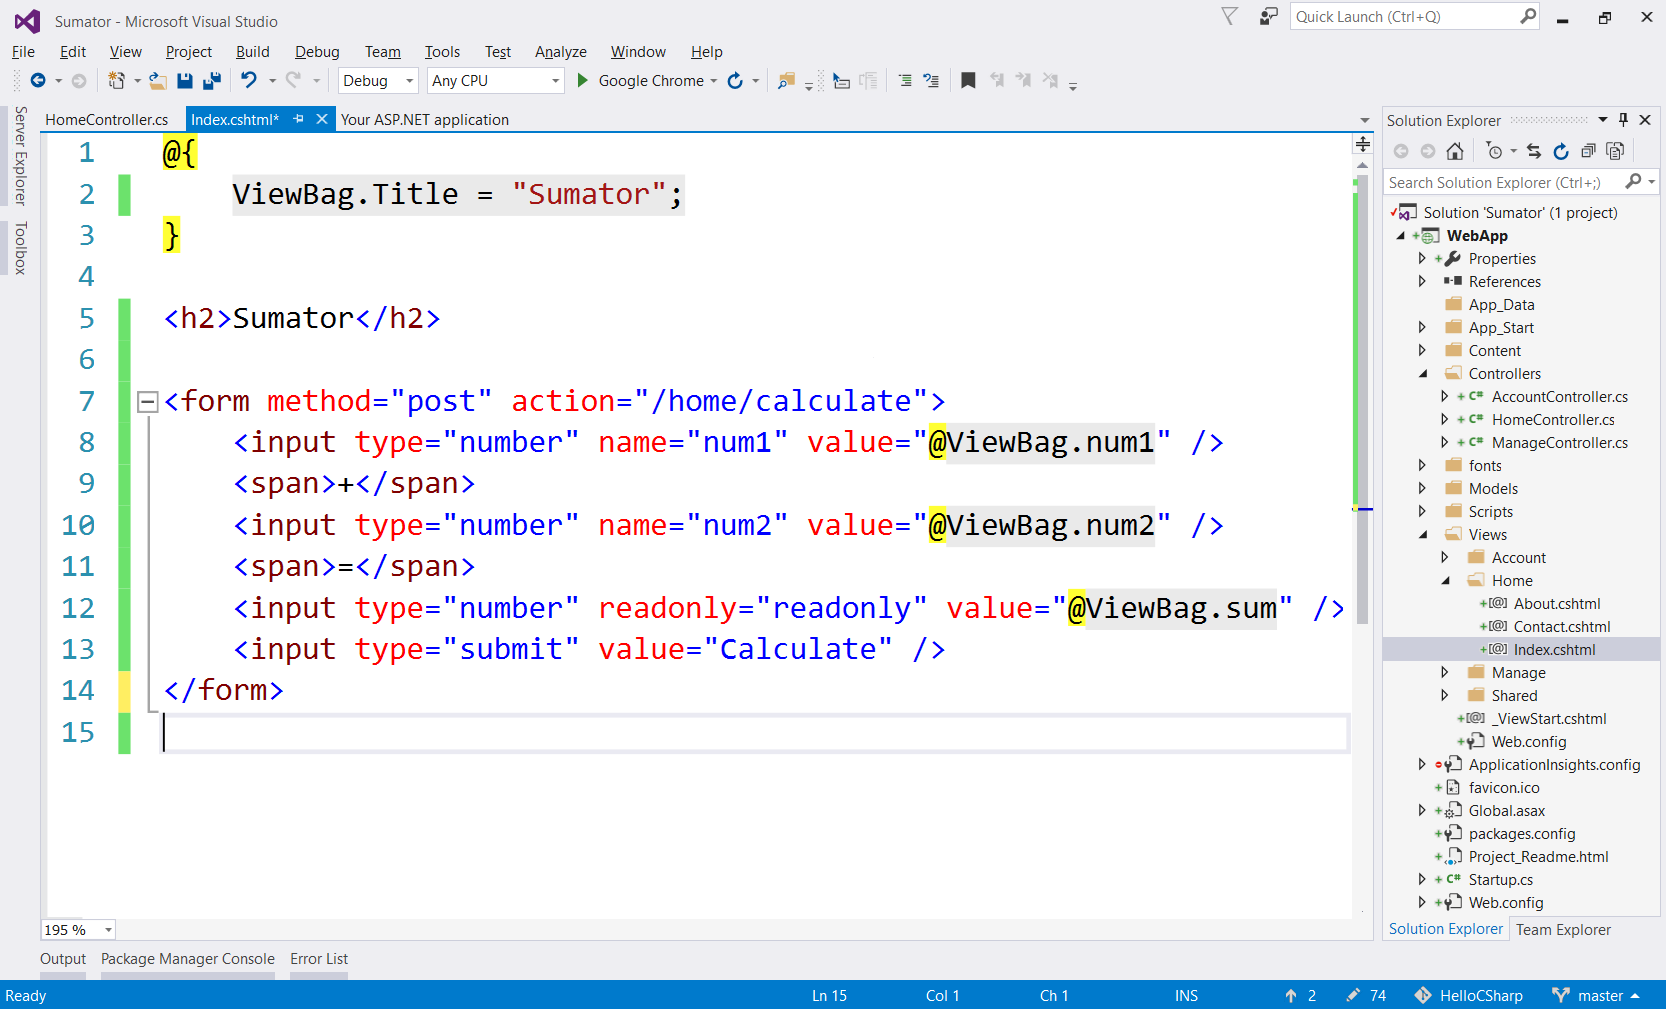 Sumator - Microsoft Visual Studio
Quick Launch (Ctrl+Q)
File Edit View Project Build Debug Team Tools Test Analyze Window Help
Debug Any CPU Google Chrome
Server Explorer
Toolbox
HomeController.cs Index.cshtml* Your ASP.NET application
1 @{
2 ViewBag.Title = "Sumator";
3 }
4
5 <h2>Sumator</h2>
6
7 <form method="post" action="/home/calculate">
8 <input type="number" name="num1" value="@ViewBag.num1" />
9 <span>+</span>
10 <input type="number" name="num2" value="@ViewBag.num2" />
11 <span>=</span>
12 <input type="number" readonly="readonly" value="@ViewBag.sum" />
13 <input type="submit" value="Calculate" />
14 </form>
15
195 %
Solution Explorer
Search Solution Explorer (Ctrl+;)
Solution 'Sumator' (1 project)
WebApp
Properties
References
App_Data
App_Start
Content
Controllers
C# AccountController.cs
C# HomeController.cs
C# ManageController.cs
fonts
Models
Scripts
Views
Account
Home
[@] About.cshtml
[@] Contact.cshtml
[@] Index.cshtml
Manage
Shared
[@] _ViewStart.cshtml
Web.config
ApplicationInsights.config
favicon.ico
Global.asax
packages.config
Project_Readme.html
C# Startup.cs
Web.config
Solution Explorer Team Explorer
Output Package Manager Console Error List
Ready Ln 15 Col 1 Ch 1 INS 2 74 HelloCSharp master